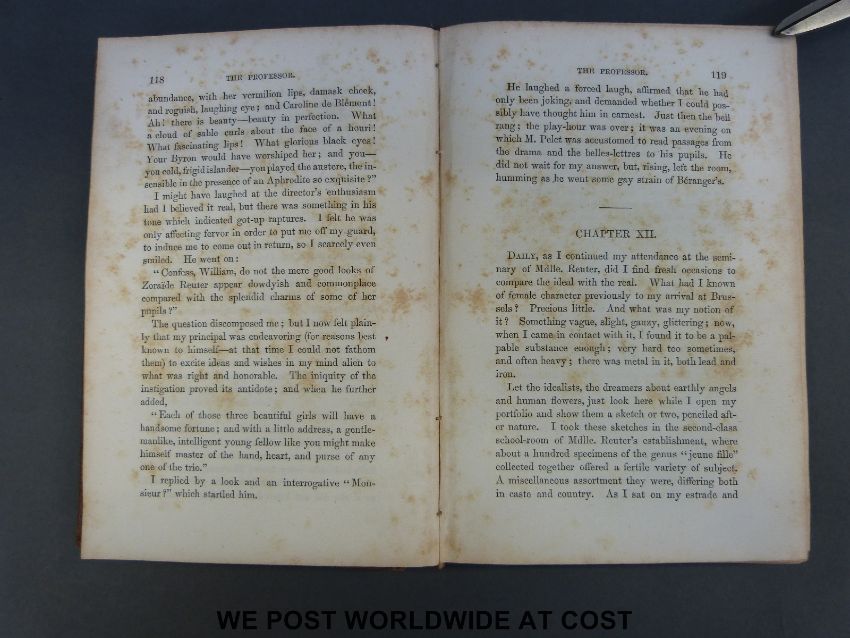 118 THE PROFESSOR.
abundance, with her vermilion lips, damask cheek,
and roguish, laughing eye; and Caroline de Blément!
Ah! there is beauty—beauty in perfection. What
a cloud of sable curls about the face of a houri!
What fascinating lips! What glorious black eyes!
Your Byron would have worshiped her; and you—
you cold, frigid islander—you played the austere, the in-
sensible in the presence of an Aphrodite so exquisite?"
I might have laughed at the director's enthusiasm
had I believed it real, but there was something in his
tone which indicated got-up raptures. I felt he was
only affecting fervor in order to put me off my guard,
to induce me to come out in return, so I scarcely even
smiled. He went on:
"Confess, William, do not the mere good looks of
Zoraïde Reuter appear dowdyish and commonplace
compared with the splendid charms of some of her
pupils?"
The question discomposed me; but I now felt plain-
ly that my principal was endeavoring (for reasons best
known to himself—at that time I could not fathom
them) to excite ideas and wishes in my mind alien to
what was right and honorable. The iniquity of the
instigation proved its antidote; and when he further
added,
"Each of those three beautiful girls will have a
handsome fortune; and with a little address, a gentle-
manlike, intelligent young fellow like you might make
himself master of the hand, heart, and purse of any
one of the trio."
I replied by a look and an interrogative "Mon-
sieur?" which startled him.
THE PROFESSOR. 119
He laughed a forced laugh, affirmed that he had
only been joking, and demanded whether I could pos-
sibly have thought him in earnest. Just then the bell
rang; the play-hour was over; it was an evening on
which M. Pelet was accustomed to read passages from
the drama and the belles-lettres to his pupils. He
did not wait for my answer, but, rising, left the room,
humming as he went some gay strain of Béranger's.
CHAPTER XII.
DAILY, as I continued my attendance at the semi-
nary of Mdlle. Reuter, did I find fresh occasions to
compare the ideal with the real. What had I known
of female character previously to my arrival at Brus-
sels? Precious little. And what was my notion of
it? Something vague, slight, gauzy, glittering; now,
when I came in contact with it, I found it to be a pal-
pable substance enough; very hard too sometimes,
and often heavy; there was metal in it, both lead and
iron.
Let the idealists, the dreamers about earthly angels
and human flowers, just look here while I open my
portfolio and show them a sketch or two, penciled aft-
er nature. I took these sketches in the second-class
school-room of Mdlle. Reuter's establishment, where
about a hundred specimens of the genus "jeune fille"
collected together offered a fertile variety of subject.
A miscellaneous assortment they were, differing both
in caste and country. As I sat on my estrade and
WE POST WORLDWIDE AT COST